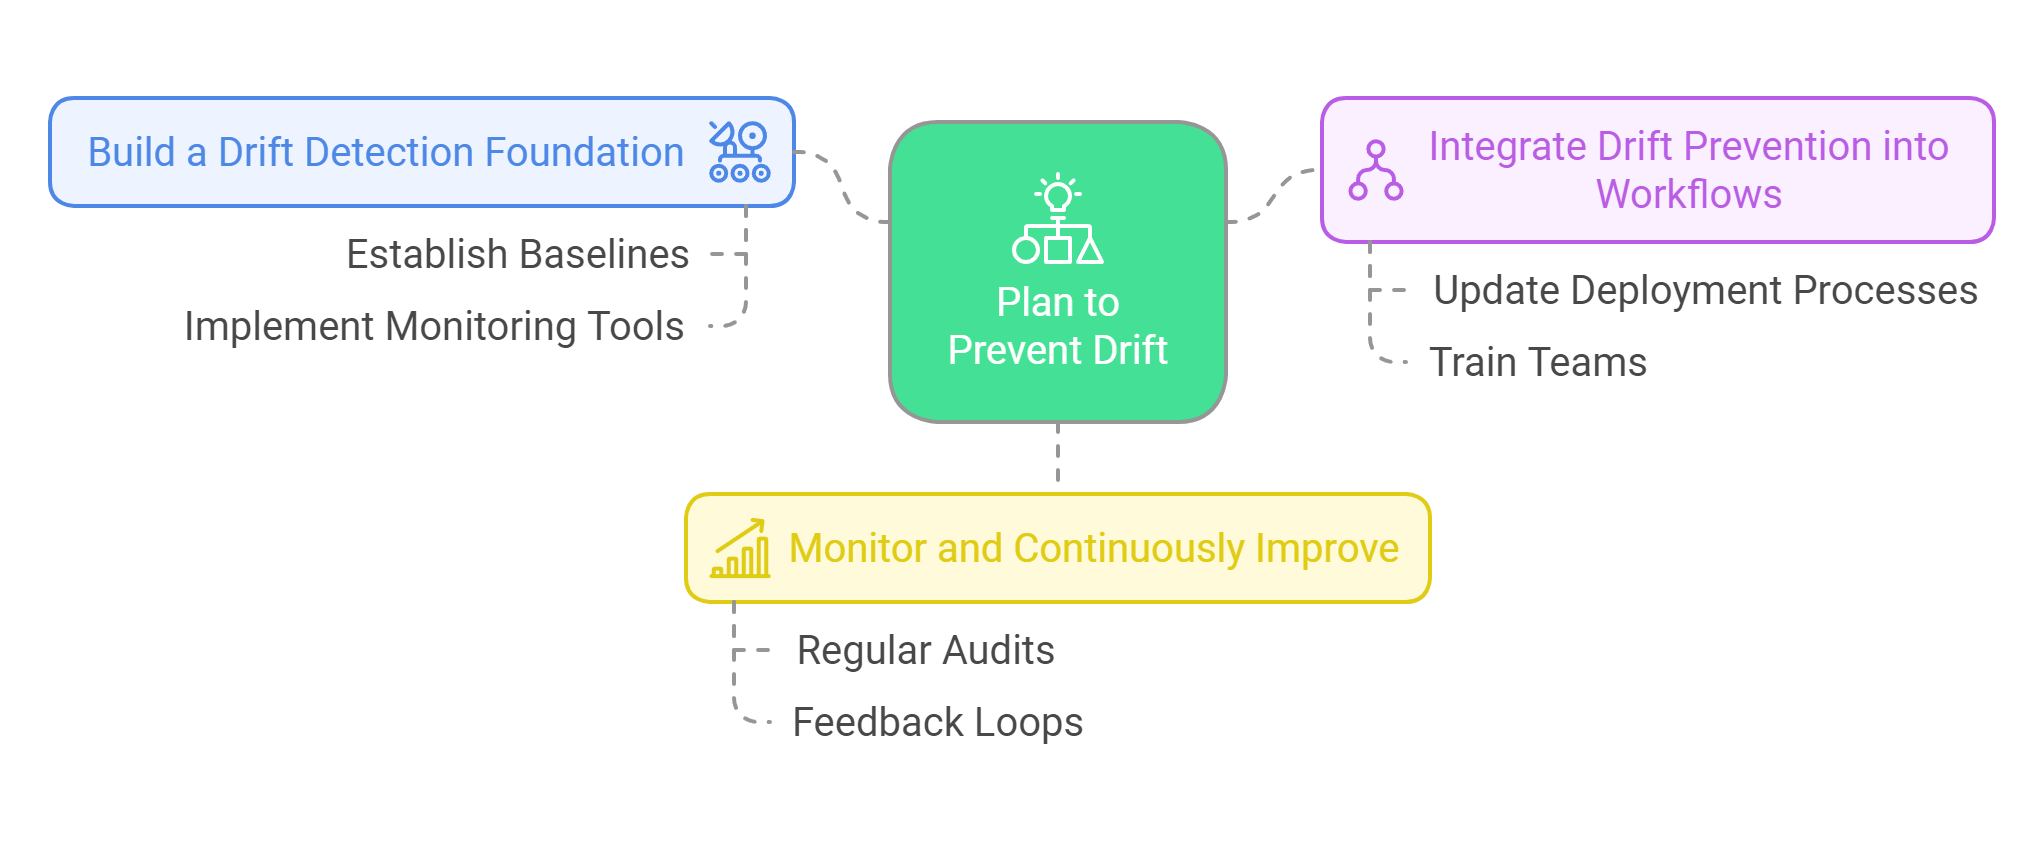 Build a Drift Detection Foundation
Establish Baselines
Implement Monitoring Tools
Plan to
Prevent Drift
Integrate Drift Prevention into
Workflows
Update Deployment Processes
Train Teams
Monitor and Continuously Improve
Regular Audits
Feedback Loops